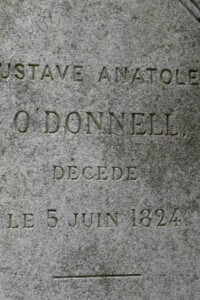 USTAVE ANATOLE
O'DONNELL,
DÉCÉDÉ
LE 5 JUIN 1824.